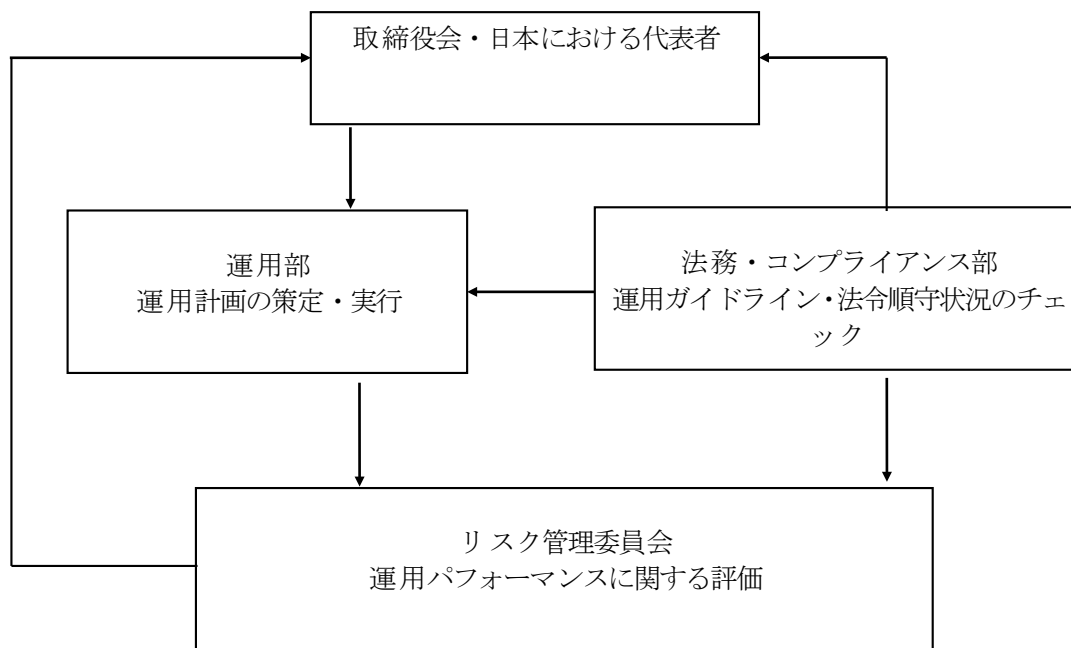 取締役会・日本における代表者
運用部
運用計画の策定・実行
法務・コンプライアンス部
運用ガイドライン・法令順守状況のチェ
ック
リスク管理委員会
運用パフォーマンスに関する評価